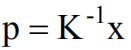 p = K⁻¹x